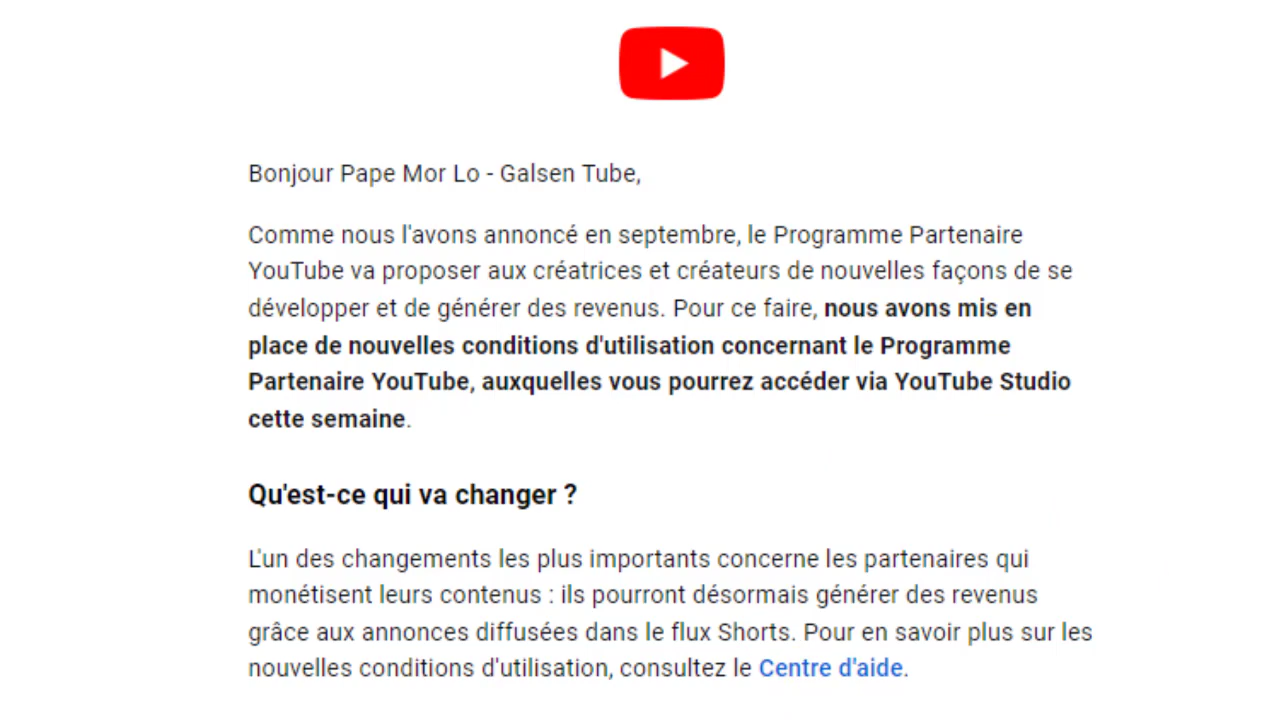 Bonjour Pape Mor Lo - Galsen Tube,
Comme nous l'avons annoncé en septembre, le Programme Partenaire
YouTube va proposer aux créatrices et créateurs de nouvelles façons de se
développer et de générer des revenus. Pour ce faire, nous avons mis en
place de nouvelles conditions d'utilisation concernant le Programme
Partenaire YouTube, auxquelles vous pourrez accéder via YouTube Studio
cette semaine.
Qu'est-ce qui va changer ?
L'un des changements les plus importants concerne les partenaires qui
monétisent leurs contenus : ils pourront désormais générer des revenus
grâce aux annonces diffusées dans le flux Shorts. Pour en savoir plus sur les
nouvelles conditions d'utilisation, consultez le Centre d'aide.